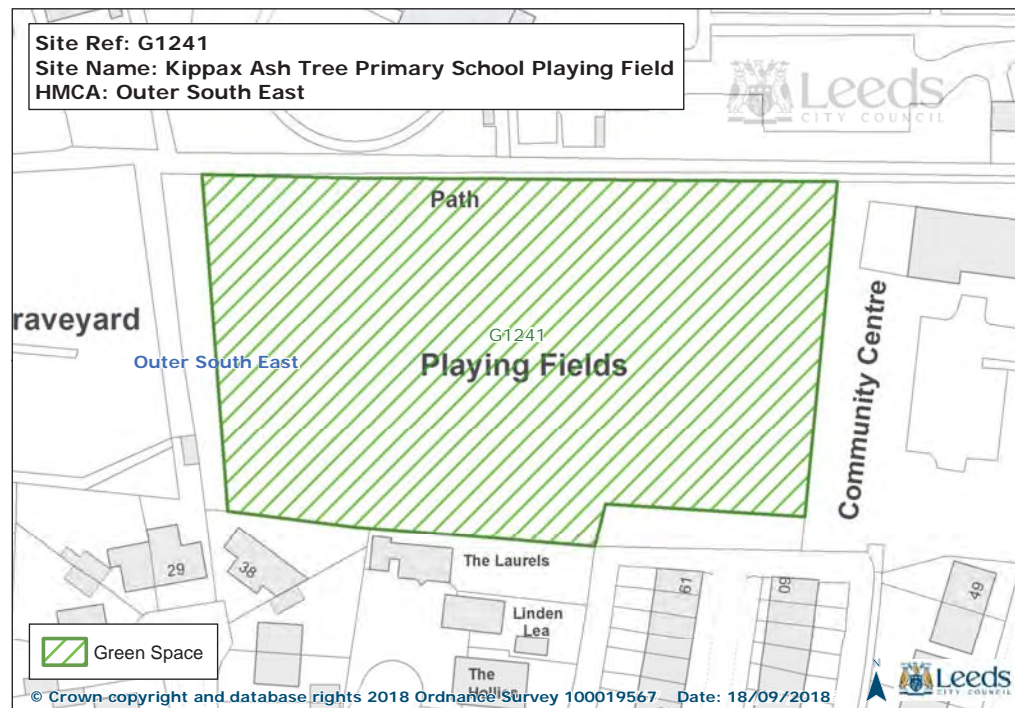 Site Ref: G1241
Site Name: Kippax Ash Tree Primary School Playing Field
HMCA: Outer South East
Leeds
CITY COUNCIL
Path
raveyard
G1241
Outer South East
Playing Fields
Community Centre
29
38
The Laurels
Linden
Lea
61
60
49
The
Hollies
Green Space
N
Leeds
CITY COUNCIL
© Crown copyright and database rights 2018 Ordnance Survey 100019567 Date: 18/09/2018